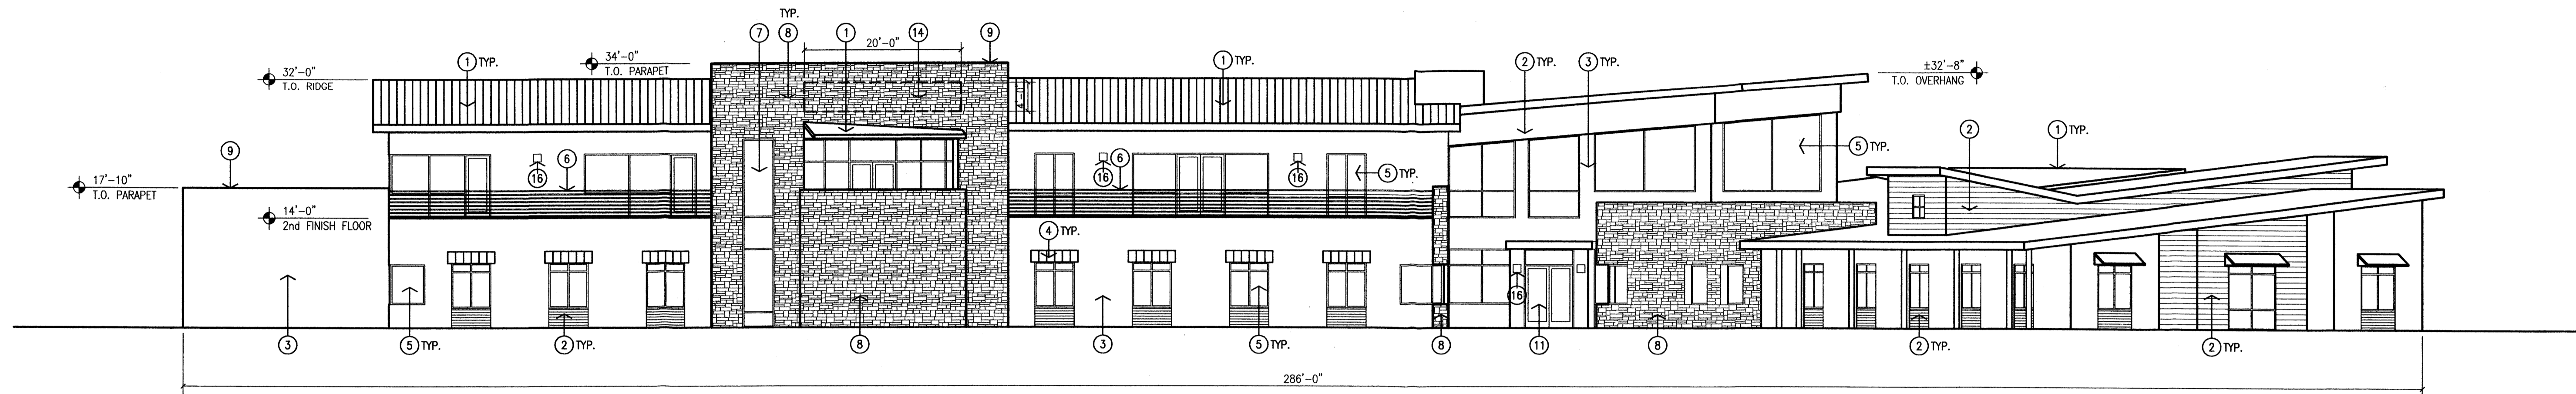 TYP.
7
8
1
14
9
20'-0"
34'-0"
T.O. PARAPET
1 TYP.
1 TYP.
2 TYP.
3 TYP.
±32'-8"
T.O. OVERHANG
32'-0"
T.O. RIDGE
4'-0"
2
1 TYP.
9
6
16
16
6
16
5 TYP.
5 TYP.
17'-10"
T.O. PARAPET
14'-0"
2nd FINISH FLOOR
4 TYP.
16
3
5 TYP.
2 TYP.
8
3
5 TYP.
8
11
8
2 TYP.
2 TYP.
286'-0"